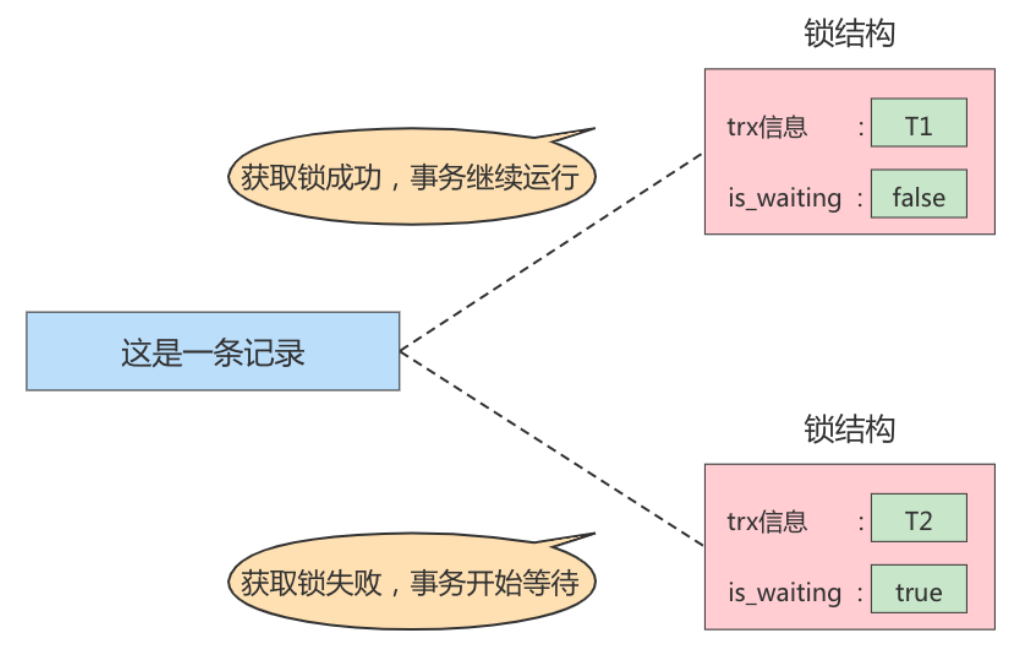 锁结构
trx信息 : T1
is_waiting : false
获取锁成功，事务继续运行
这是一条记录
锁结构
trx信息 : T2
is_waiting : true
获取锁失败，事务开始等待